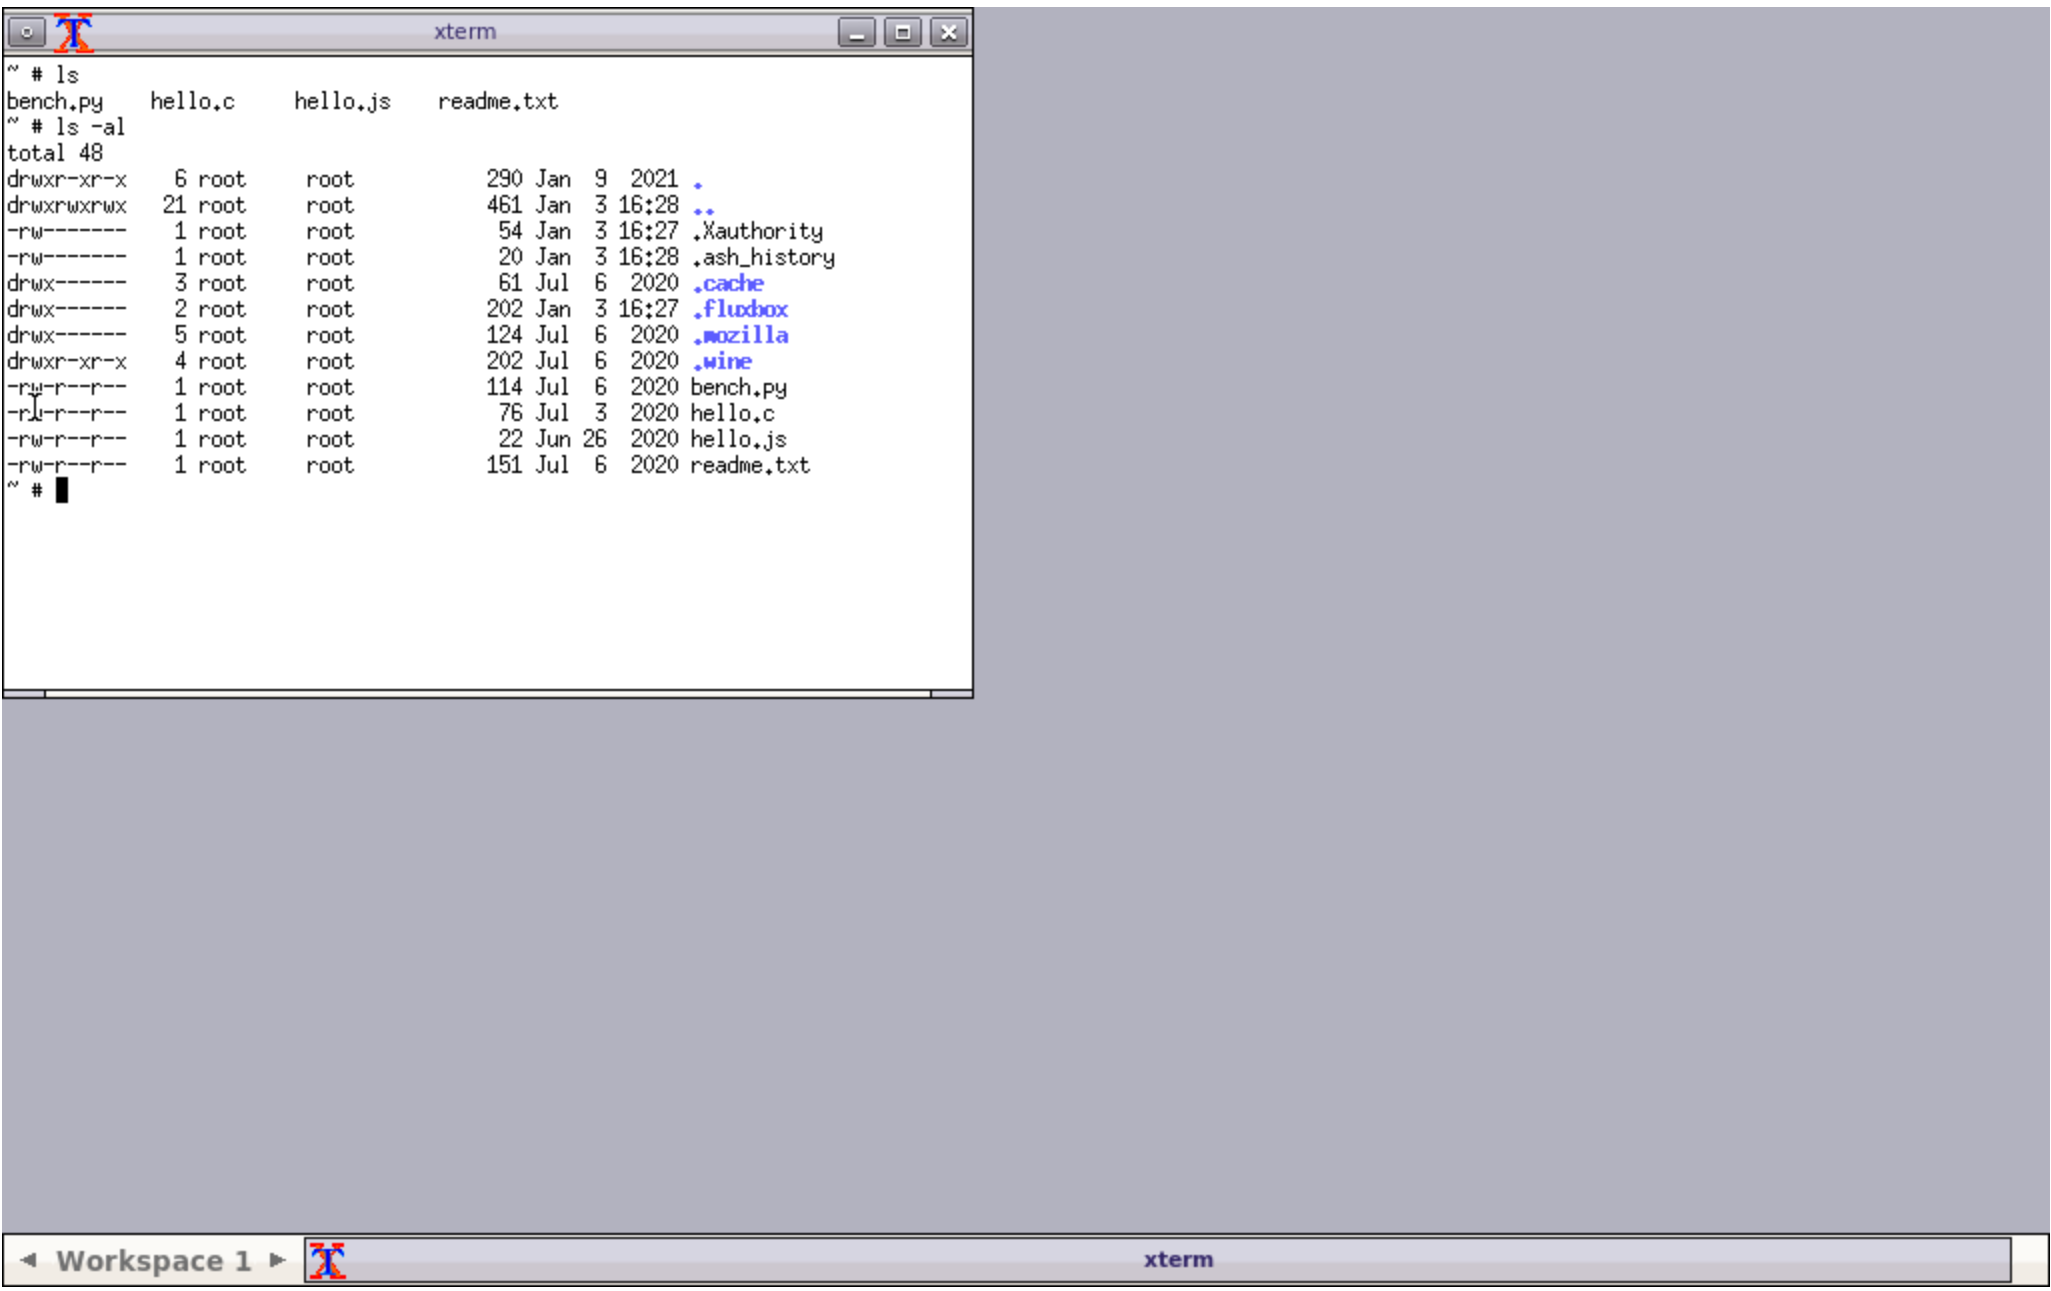 xterm
~ # ls
bench.py    hello.c     hello.js    readme.txt
~ # ls -al
total 48
drwxr-xr-x    6 root     root           290 Jan  9  2021 .
drwxrwxrwx   21 root     root           461 Jan  3 16:28 ..
-rw-------    1 root     root            54 Jan  3 16:27 .Xauthority
-rw-------    1 root     root            20 Jan  3 16:28 .ash_history
drwx------    3 root     root            61 Jul  6  2020 .cache
drwx------    2 root     root           202 Jan  3 16:27 .fluxbox
drwx------    5 root     root           124 Jul  6  2020 .mozilla
drwxr-xr-x    4 root     root           202 Jul  6  2020 .wine
-rw-r--r--    1 root     root           114 Jul  6  2020 bench.py
-rw-r--r--    1 root     root            76 Jul  3  2020 hello.c
-rw-r--r--    1 root     root            22 Jun 26  2020 hello.js
-rw-r--r--    1 root     root           151 Jul  6  2020 readme.txt
~ #
Workspace 1
xterm